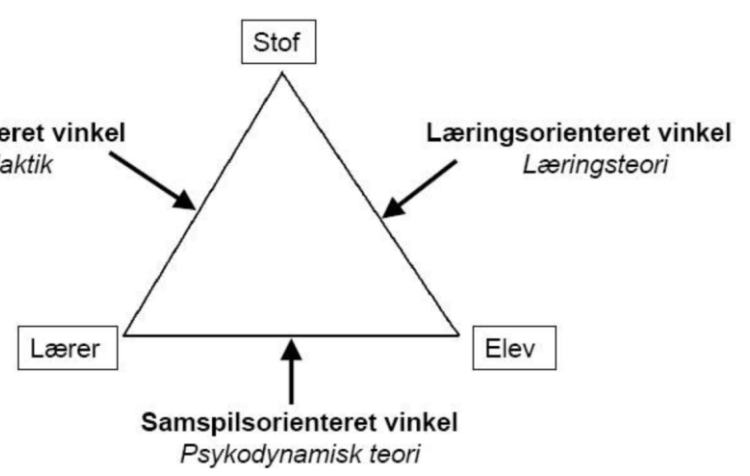 Stof
eret vinkel
aktik
Læringsorienteret vinkel
Læringsteori
Lærer
Elev
Samspilsorienteret vinkel
Psykodynamisk teori